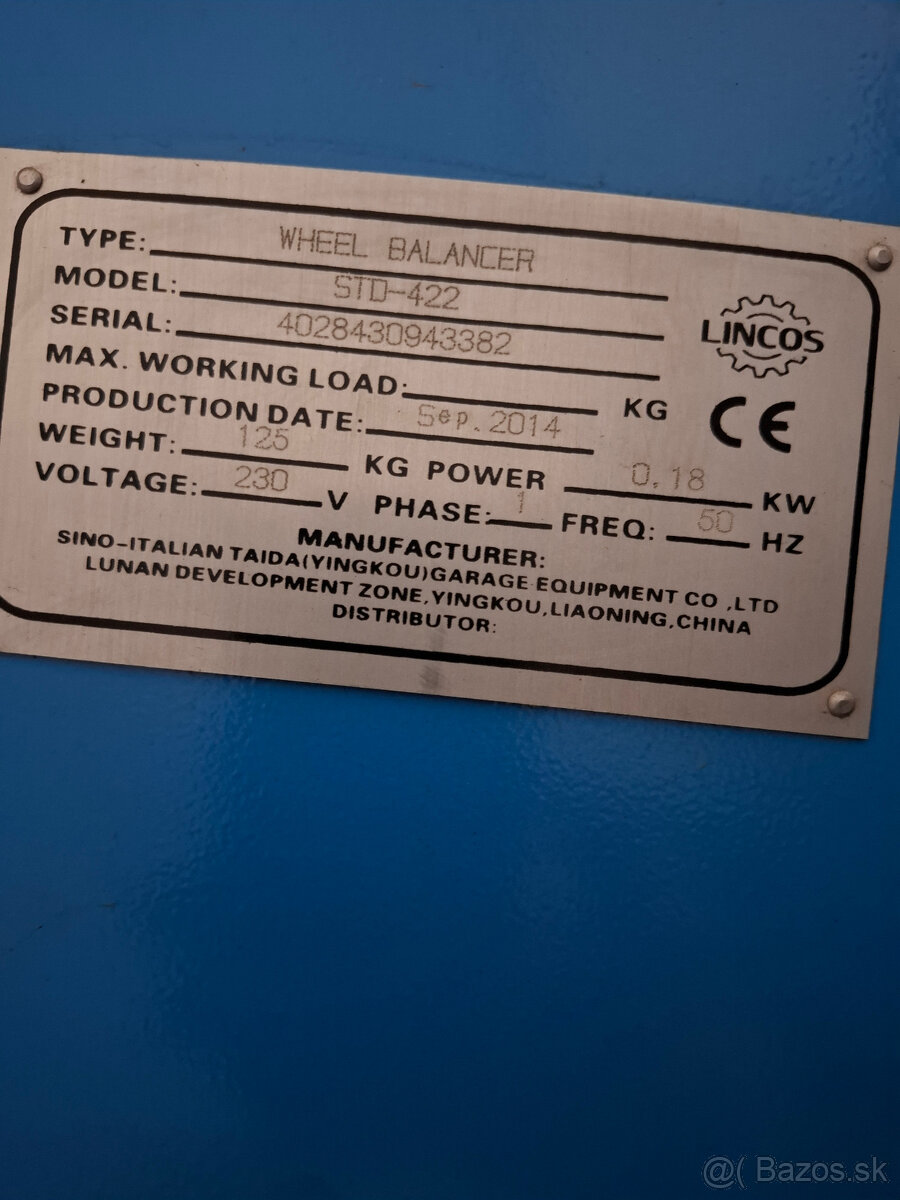 TYPE: WHEEL BALANCER
MODEL: STD-422
SERIAL: 4028430943382
MAX. WORKING LOAD: KG
PRODUCTION DATE: Sep.2014
WEIGHT: 125 KG POWER 0.18 KW
VOLTAGE: 230 V PHASE: 1 FREQ: 50 HZ
LINCOS
CE
MANUFACTURER:
SINO-ITALIAN TAIDA(YINGKOU)GARAGE EQUIPMENT CO ,LTD
LUNAN DEVELOPMENT ZONE,YINGKOU,LIAONING,CHINA
DISTRIBUTOR:
@( Bazos.sk